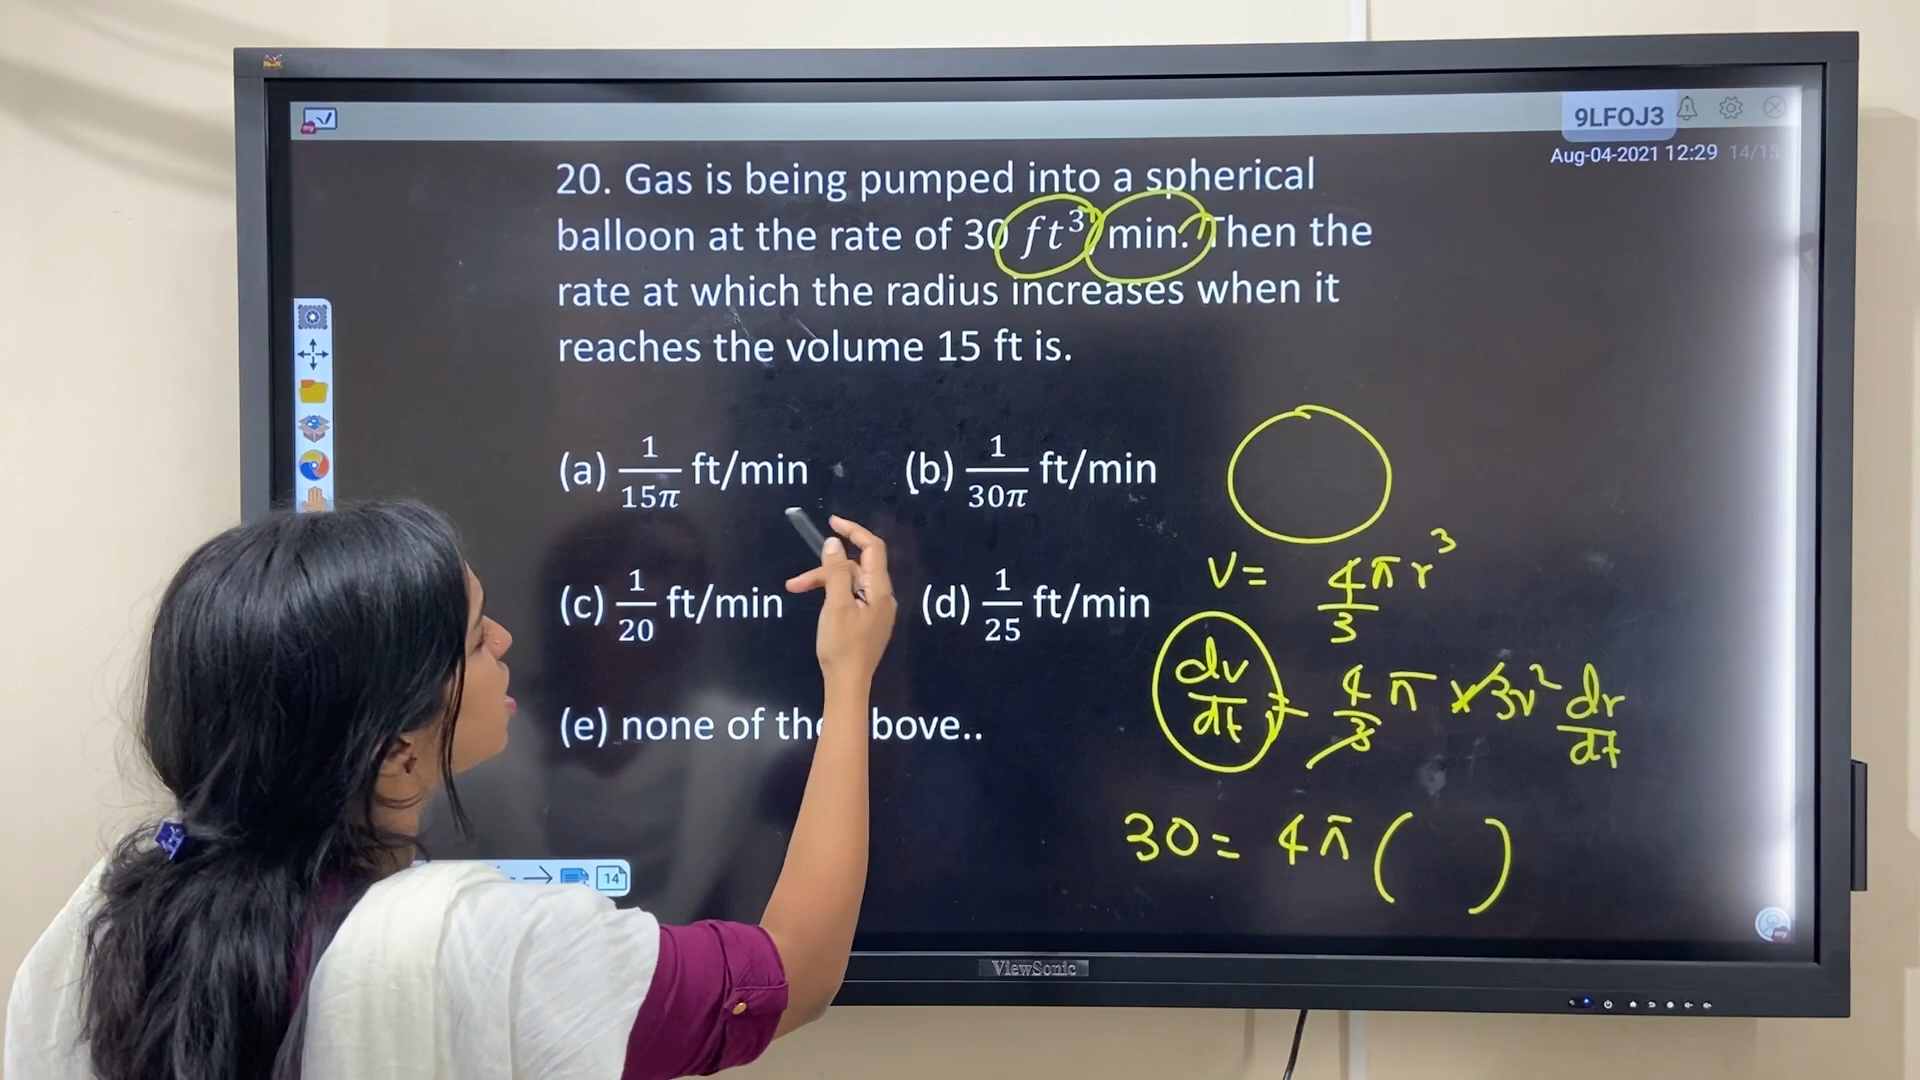 9LFOJ3
Aug-04-2021 12:29 14/15
20. Gas is being pumped into a spherical
balloon at the rate of 30 ft³/min. Then the
rate at which the radius increases when it
reaches the volume 15 ft is.
(a) 1/15π ft/min (b) 1/30π ft/min
(c) 1/20 ft/min (d) 1/25 ft/min
(e) none of the bove..
V = 4/3 π r³
dv/dt = 4/3 π × 3r² dr/dt
30 = 4π ( )
14
ViewSonic